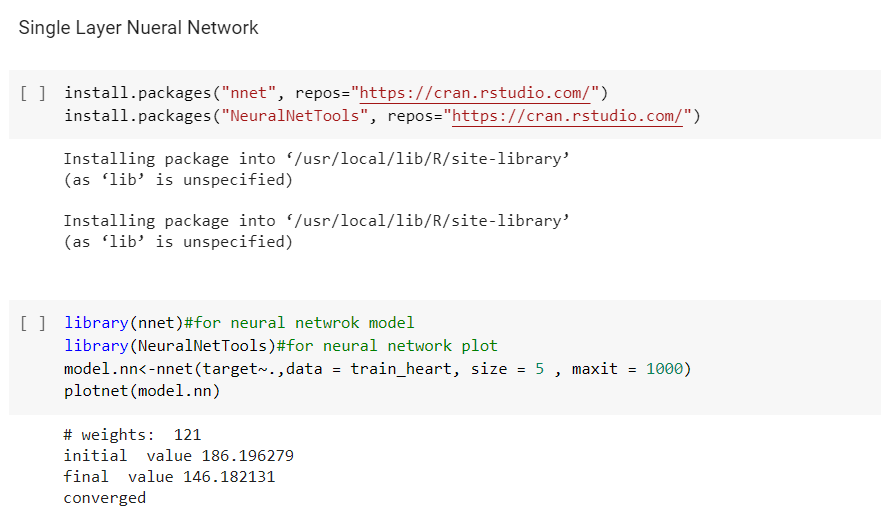 Single Layer Nueral Network
[ ] install.packages("nnet", repos="https://cran.rstudio.com/")
install.packages("NeuralNetTools", repos="https://cran.rstudio.com/")
Installing package into ‘/usr/local/lib/R/site-library’
(as ‘lib’ is unspecified)
Installing package into ‘/usr/local/lib/R/site-library’
(as ‘lib’ is unspecified)
[ ] library(nnet)#for neural netwrok model
library(NeuralNetTools)#for neural network plot
model.nn<-nnet(target~.,data = train_heart, size = 5 , maxit = 1000)
plotnet(model.nn)
# weights:  121
initial  value 186.196279
final  value 146.182131
converged